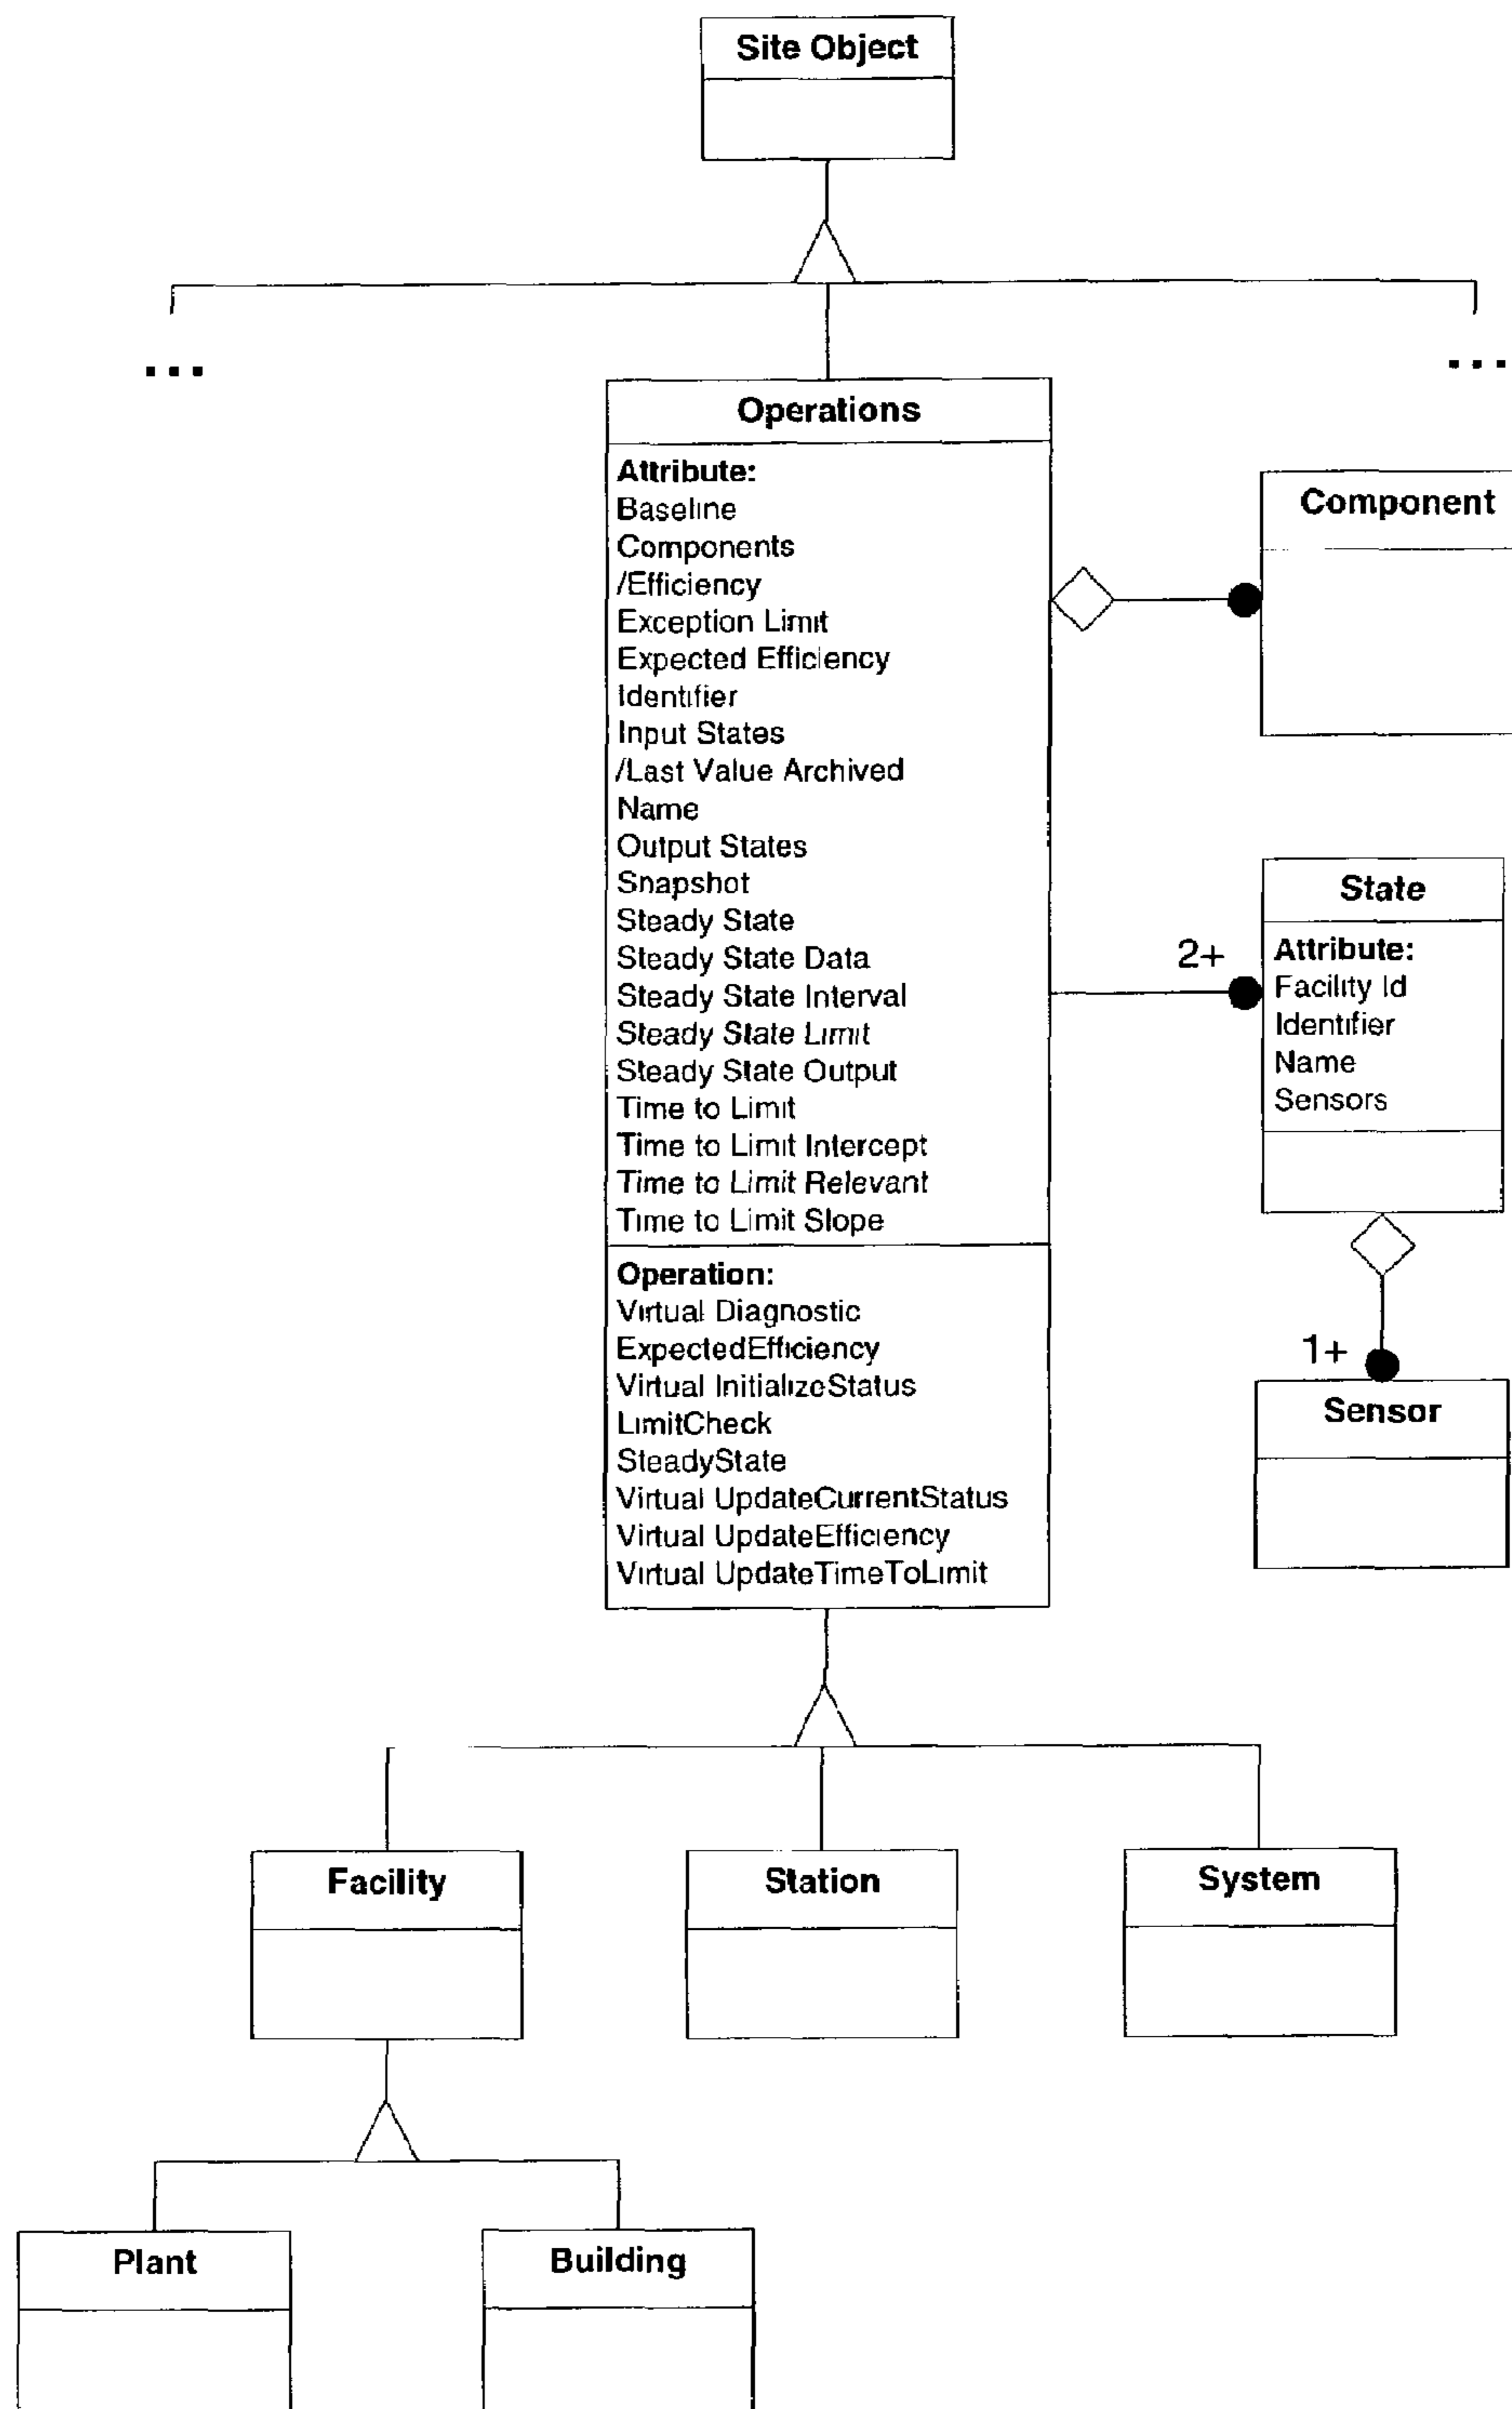 Site Object
...
...
Operations
Attribute:
Baseline
Components
/Efficiency
Exception Limit
Expected Efficiency
Identifier
Input States
/Last Value Archived
Name
Output States
Snapshot
Steady State
Steady State Data
Steady State Interval
Steady State Limit
Steady State Output
Time to Limit
Time to Limit Intercept
Time to Limit Relevant
Time to Limit Slope
Operation:
Virtual Diagnostic
ExpectedEfficiency
Virtual InitializeStatus
LimitCheck
SteadyState
Virtual UpdateCurrentStatus
Virtual UpdateEfficiency
Virtual UpdateTimeToLimit
Component
2+
State
Attribute:
Facility Id
Identifier
Name
Sensors
1+
Sensor
Facility
Station
System
Plant
Building